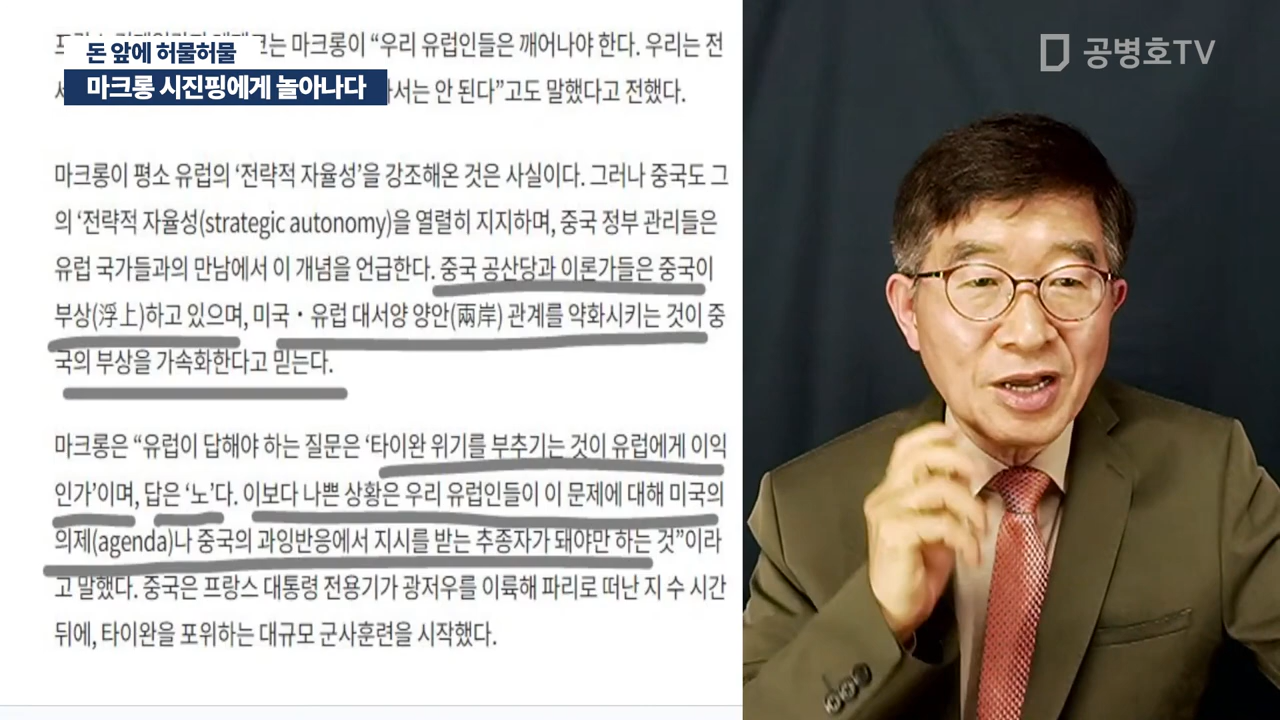 돈 앞에 허물허물
마크롱 시진핑에게 놀아나다
공병호TV
는 마크롱이 “우리 유럽인들은 깨어나야 한다. 우리는 전
서는 안 된다”고도 말했다고 전했다.
마크롱이 평소 유럽의 ‘전략적 자율성’을 강조해온 것은 사실이다. 그러나 중국도 그
의 ‘전략적 자율성(strategic autonomy)을 열렬히 지지하며, 중국 정부 관리들은
유럽 국가들과의 만남에서 이 개념을 언급한다. 중국 공산당과 이론가들은 중국이
부상(浮上)하고 있으며, 미국·유럽 대서양 양안(兩岸) 관계를 약화시키는 것이 중
국의 부상을 가속화한다고 믿는다.
마크롱은 “유럽이 답해야 하는 질문은 ‘타이완 위기를 부추기는 것이 유럽에게 이익
인가’이며, 답은 ‘노’다. 이보다 나쁜 상황은 우리 유럽인들이 이 문제에 대해 미국의
의제(agenda)나 중국의 과잉반응에서 지시를 받는 추종자가 돼야만 하는 것”이라
고 말했다. 중국은 프랑스 대통령 전용기가 광저우를 이륙해 파리로 떠난 지 수 시간
뒤에, 타이완을 포위하는 대규모 군사훈련을 시작했다.